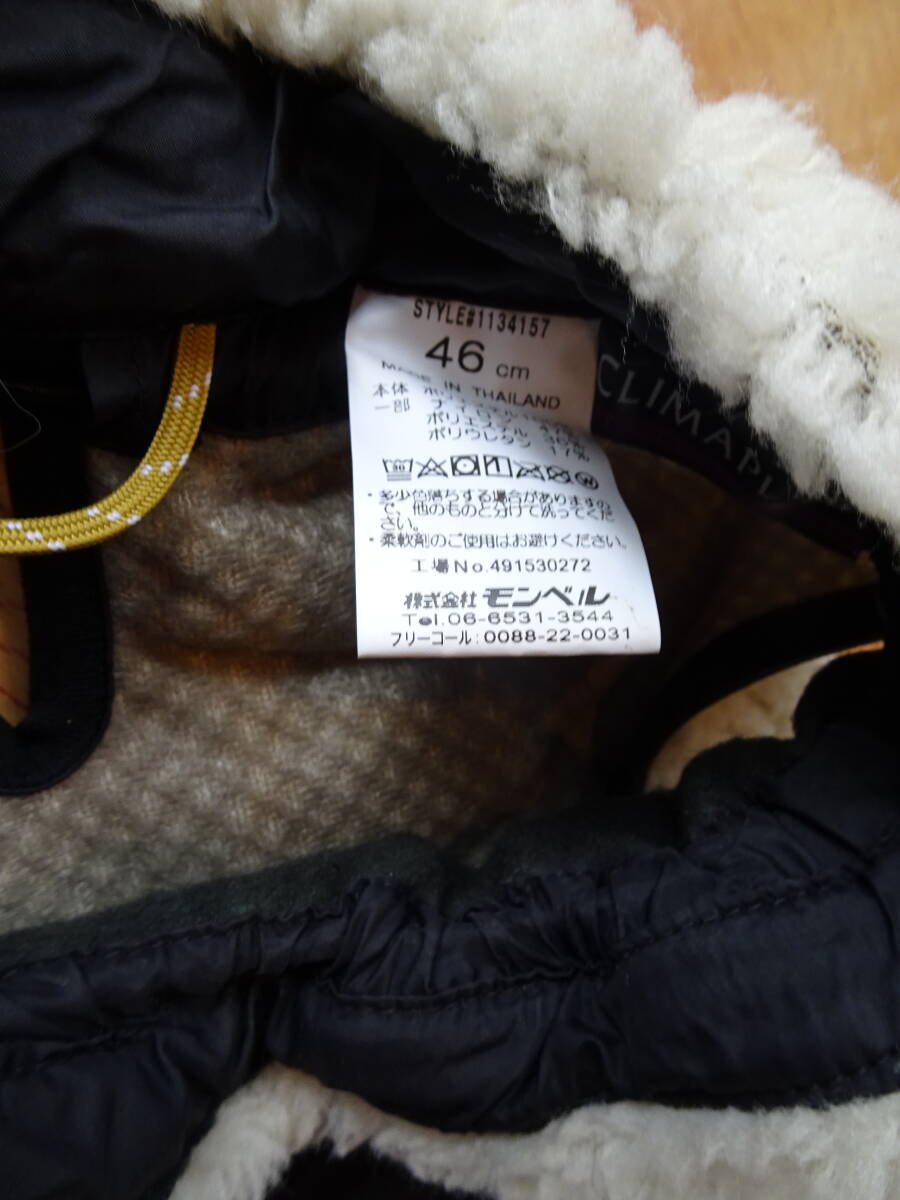 STYLE#1134157
46 cm
MADE IN THAILAND
本体
一部
ポリエステル
ポリウレタン 17%
・多少色落ちする場合がありますので、他のものと分けて洗ってください。
・柔軟剤のご使用はお避けください。
工場No.491530272
株式会社 モンベル
Tel.06-6531-3544
フリーコール:0088-22-0031
CLIMAPL